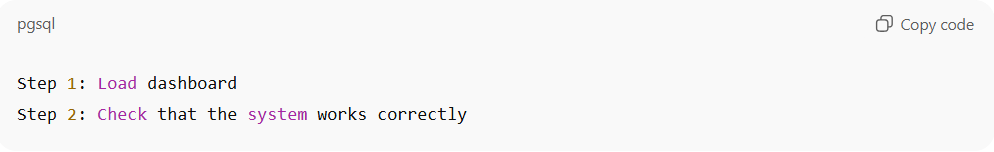 pgsql
Copy code
Step 1: Load dashboard
Step 2: Check that the system works correctly